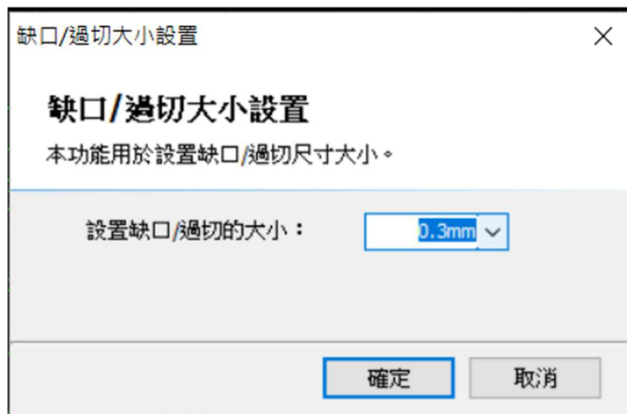 缺口/過切大小設置
缺口/過切大小設置
本功能用於設置缺口/過切尺寸大小。
設置缺口/過切的大小：
0.3mm
確定
取消